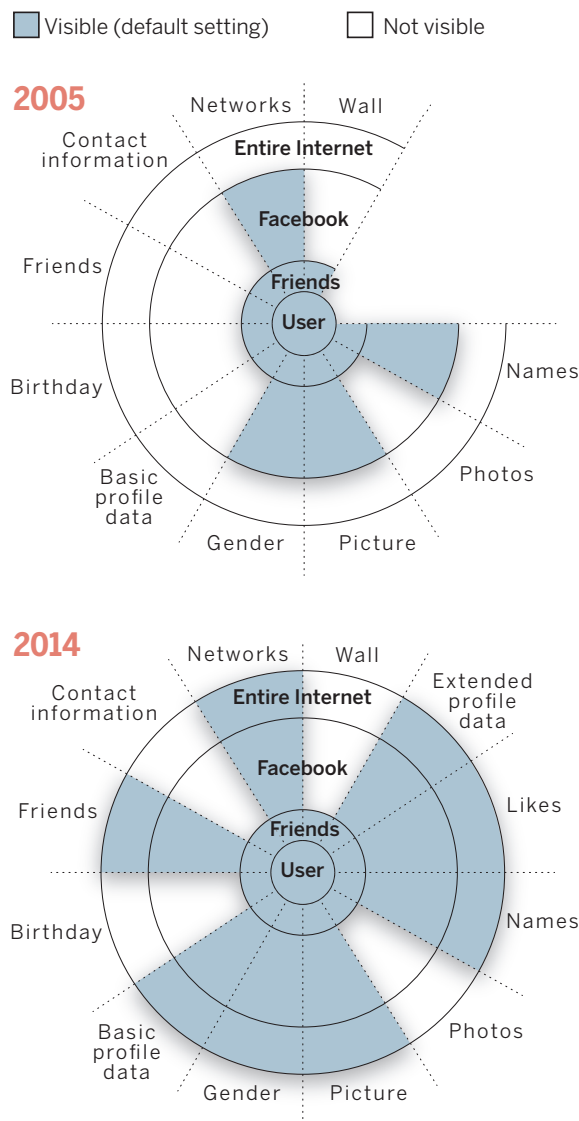 Visible (default setting)
Not visible
2005
Networks
Wall
Contact
information
Entire Internet
Facebook
Friends
Friends
User
Birthday
Names
Basic
profile
data
Photos
Gender
Picture
2014
Networks
Wall
Extended
profile
data
Contact
information
Entire Internet
Facebook
Friends
Likes
Friends
User
Names
Birthday
Basic
profile
data
Photos
Gender
Picture